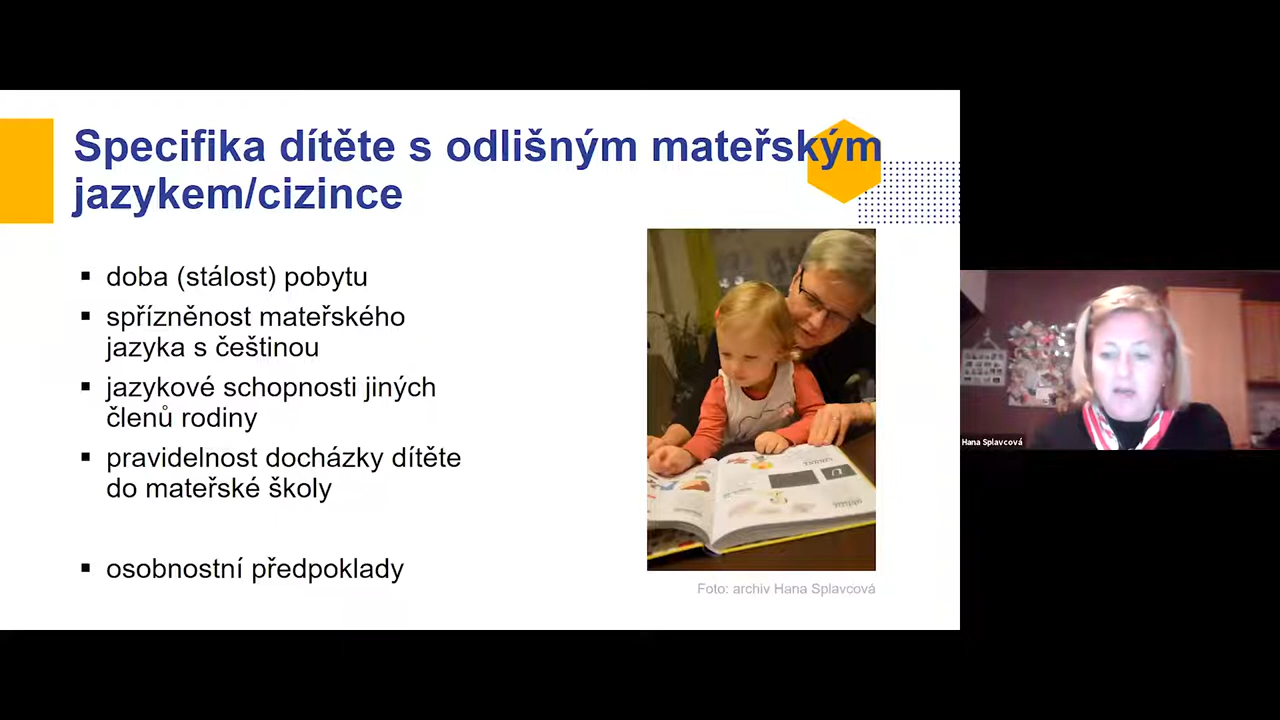 Specifika dítěte s odlišným mateřským
jazykem/cizince
▪ doba (stálost) pobytu
▪ spřízněnost mateřského
jazyka s češtinou
▪ jazykové schopnosti jiných
členů rodiny
▪ pravidelnost docházky dítěte
do mateřské školy
▪ osobnostní předpoklady
Foto: archiv Hana Splavcová
Hana Splavcová